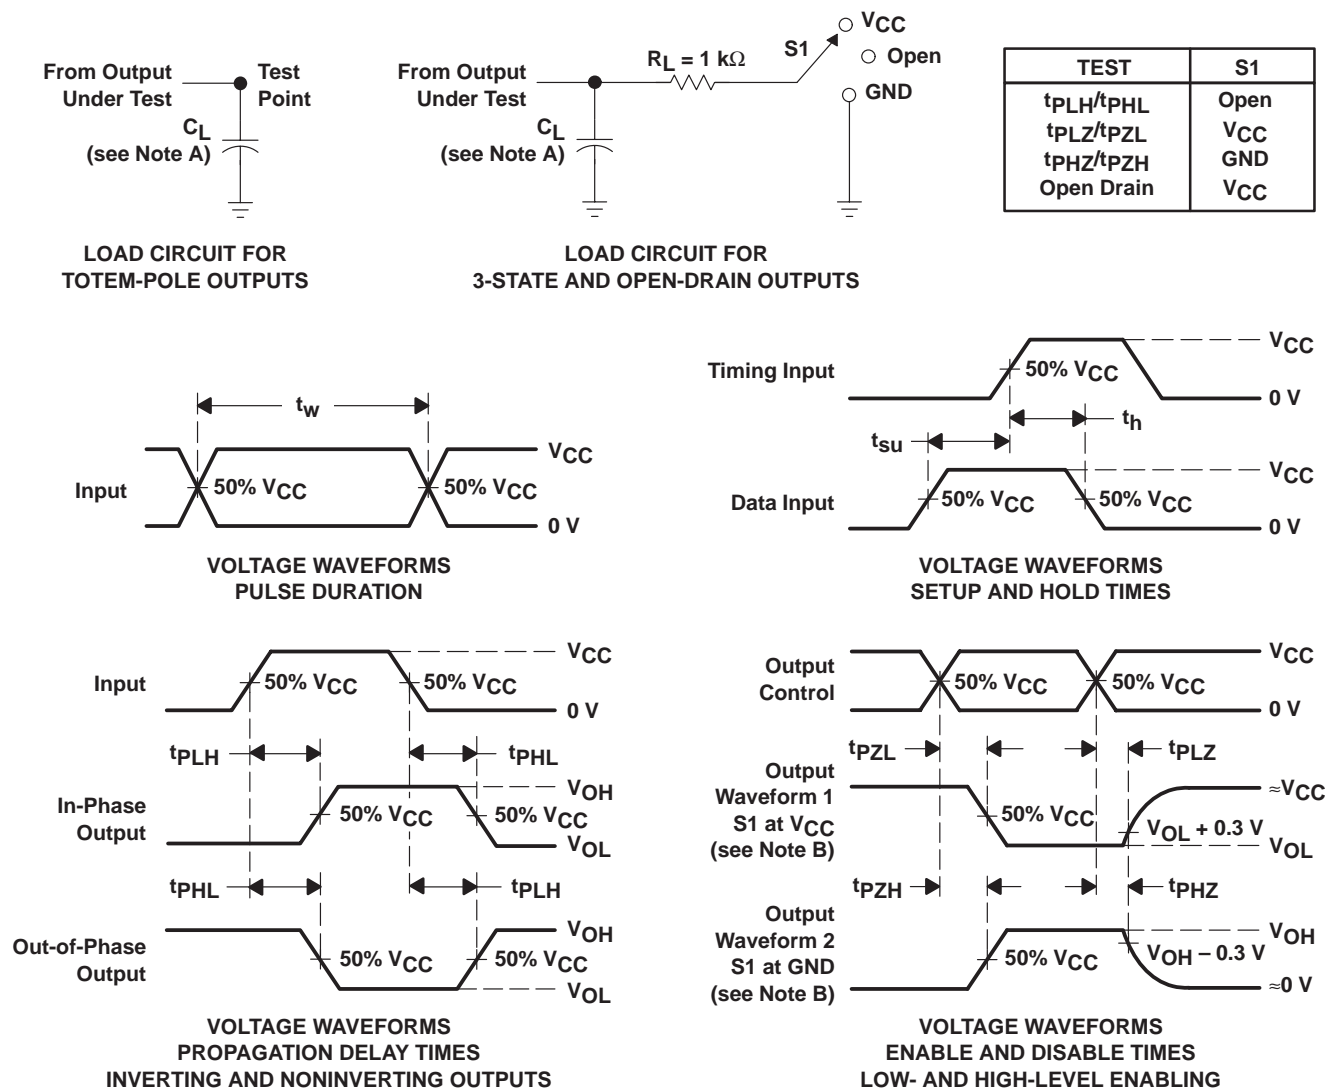 From Output
Under Test
Test
Point
CL
(see Note A)
LOAD CIRCUIT FOR
TOTEM-POLE OUTPUTS
From Output
Under Test
CL
(see Note A)
RL = 1 kΩ
S1
VCC
Open
GND
LOAD CIRCUIT FOR
3-STATE AND OPEN-DRAIN OUTPUTS
TEST S1
tPLH/tPHL Open
tPLZ/tPZL VCC
tPHZ/tPZH GND
Open Drain VCC
tw
Input
50% VCC
50% VCC
VCC
0 V
VOLTAGE WAVEFORMS
PULSE DURATION
Timing Input
50% VCC
VCC
0 V
tsu
th
Data Input
50% VCC
50% VCC
VCC
0 V
VOLTAGE WAVEFORMS
SETUP AND HOLD TIMES
Input
50% VCC
50% VCC
VCC
0 V
tPLH
tPHL
In-Phase
Output
50% VCC
50% VCC
VOH
VOL
tPHL
tPLH
Out-of-Phase
Output
50% VCC
50% VCC
VOH
VOL
VOLTAGE WAVEFORMS
PROPAGATION DELAY TIMES
INVERTING AND NONINVERTING OUTPUTS
Output
Control
50% VCC
50% VCC
VCC
0 V
tPZL
tPLZ
Output
Waveform 1
S1 at VCC
(see Note B)
50% VCC
VOL + 0.3 V
≈VCC
VOL
tPZH
tPHZ
Output
Waveform 2
S1 at GND
(see Note B)
50% VCC
VOH – 0.3 V
VOH
≈0 V
VOLTAGE WAVEFORMS
ENABLE AND DISABLE TIMES
LOW- AND HIGH-LEVEL ENABLING